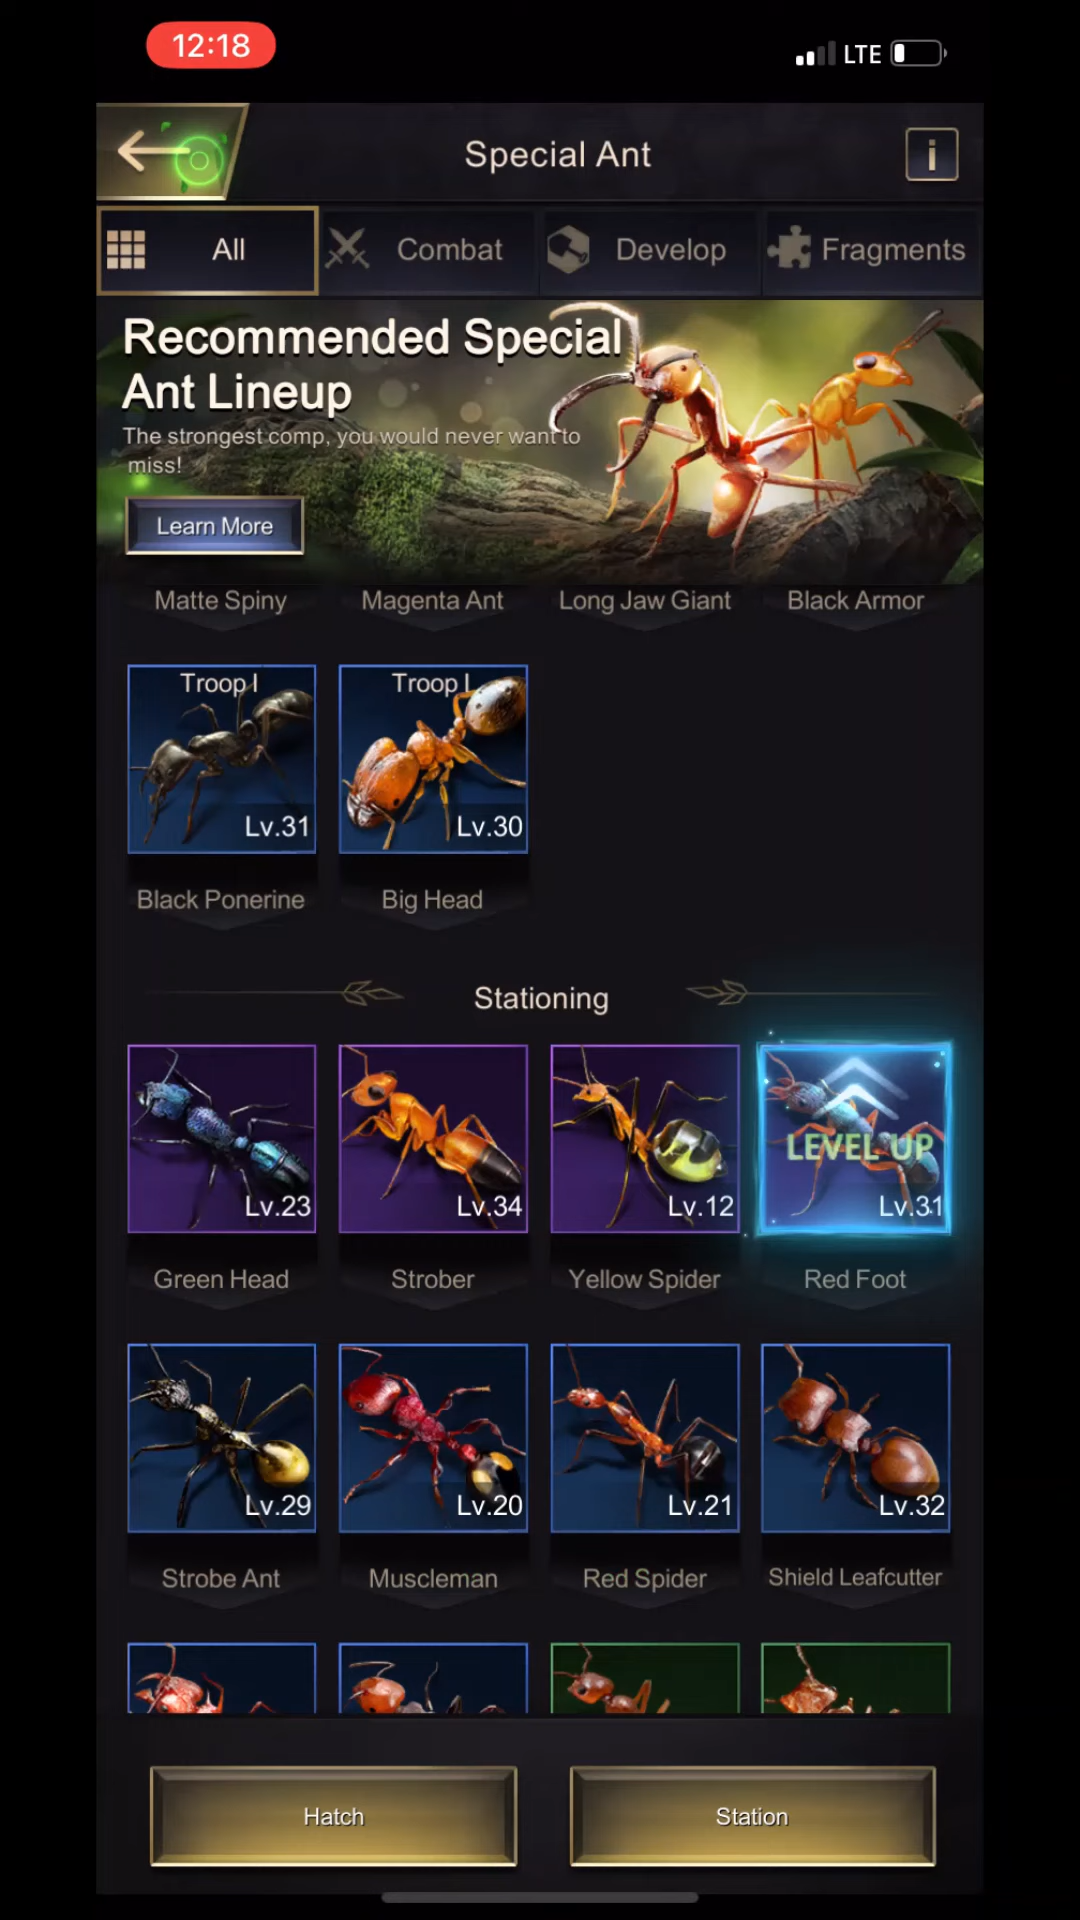 12:18
LTE
Special Ant
All
Combat
Develop
Fragments
Recommended Special
Ant Lineup
The strongest comp, you would never want to
miss!
Learn More
Matte Spiny
Magenta Ant
Long Jaw Giant
Black Armor
Troop I
Troop I
Lv.31
Lv.30
Black Ponerine
Big Head
Stationing
LEVEL UP
Lv.23
Lv.34
Lv.12
Lv.31
Green Head
Strober
Yellow Spider
Red Foot
Lv.29
Lv.20
Lv.21
Lv.32
Strobe Ant
Muscleman
Red Spider
Shield Leafcutter
Hatch
Station